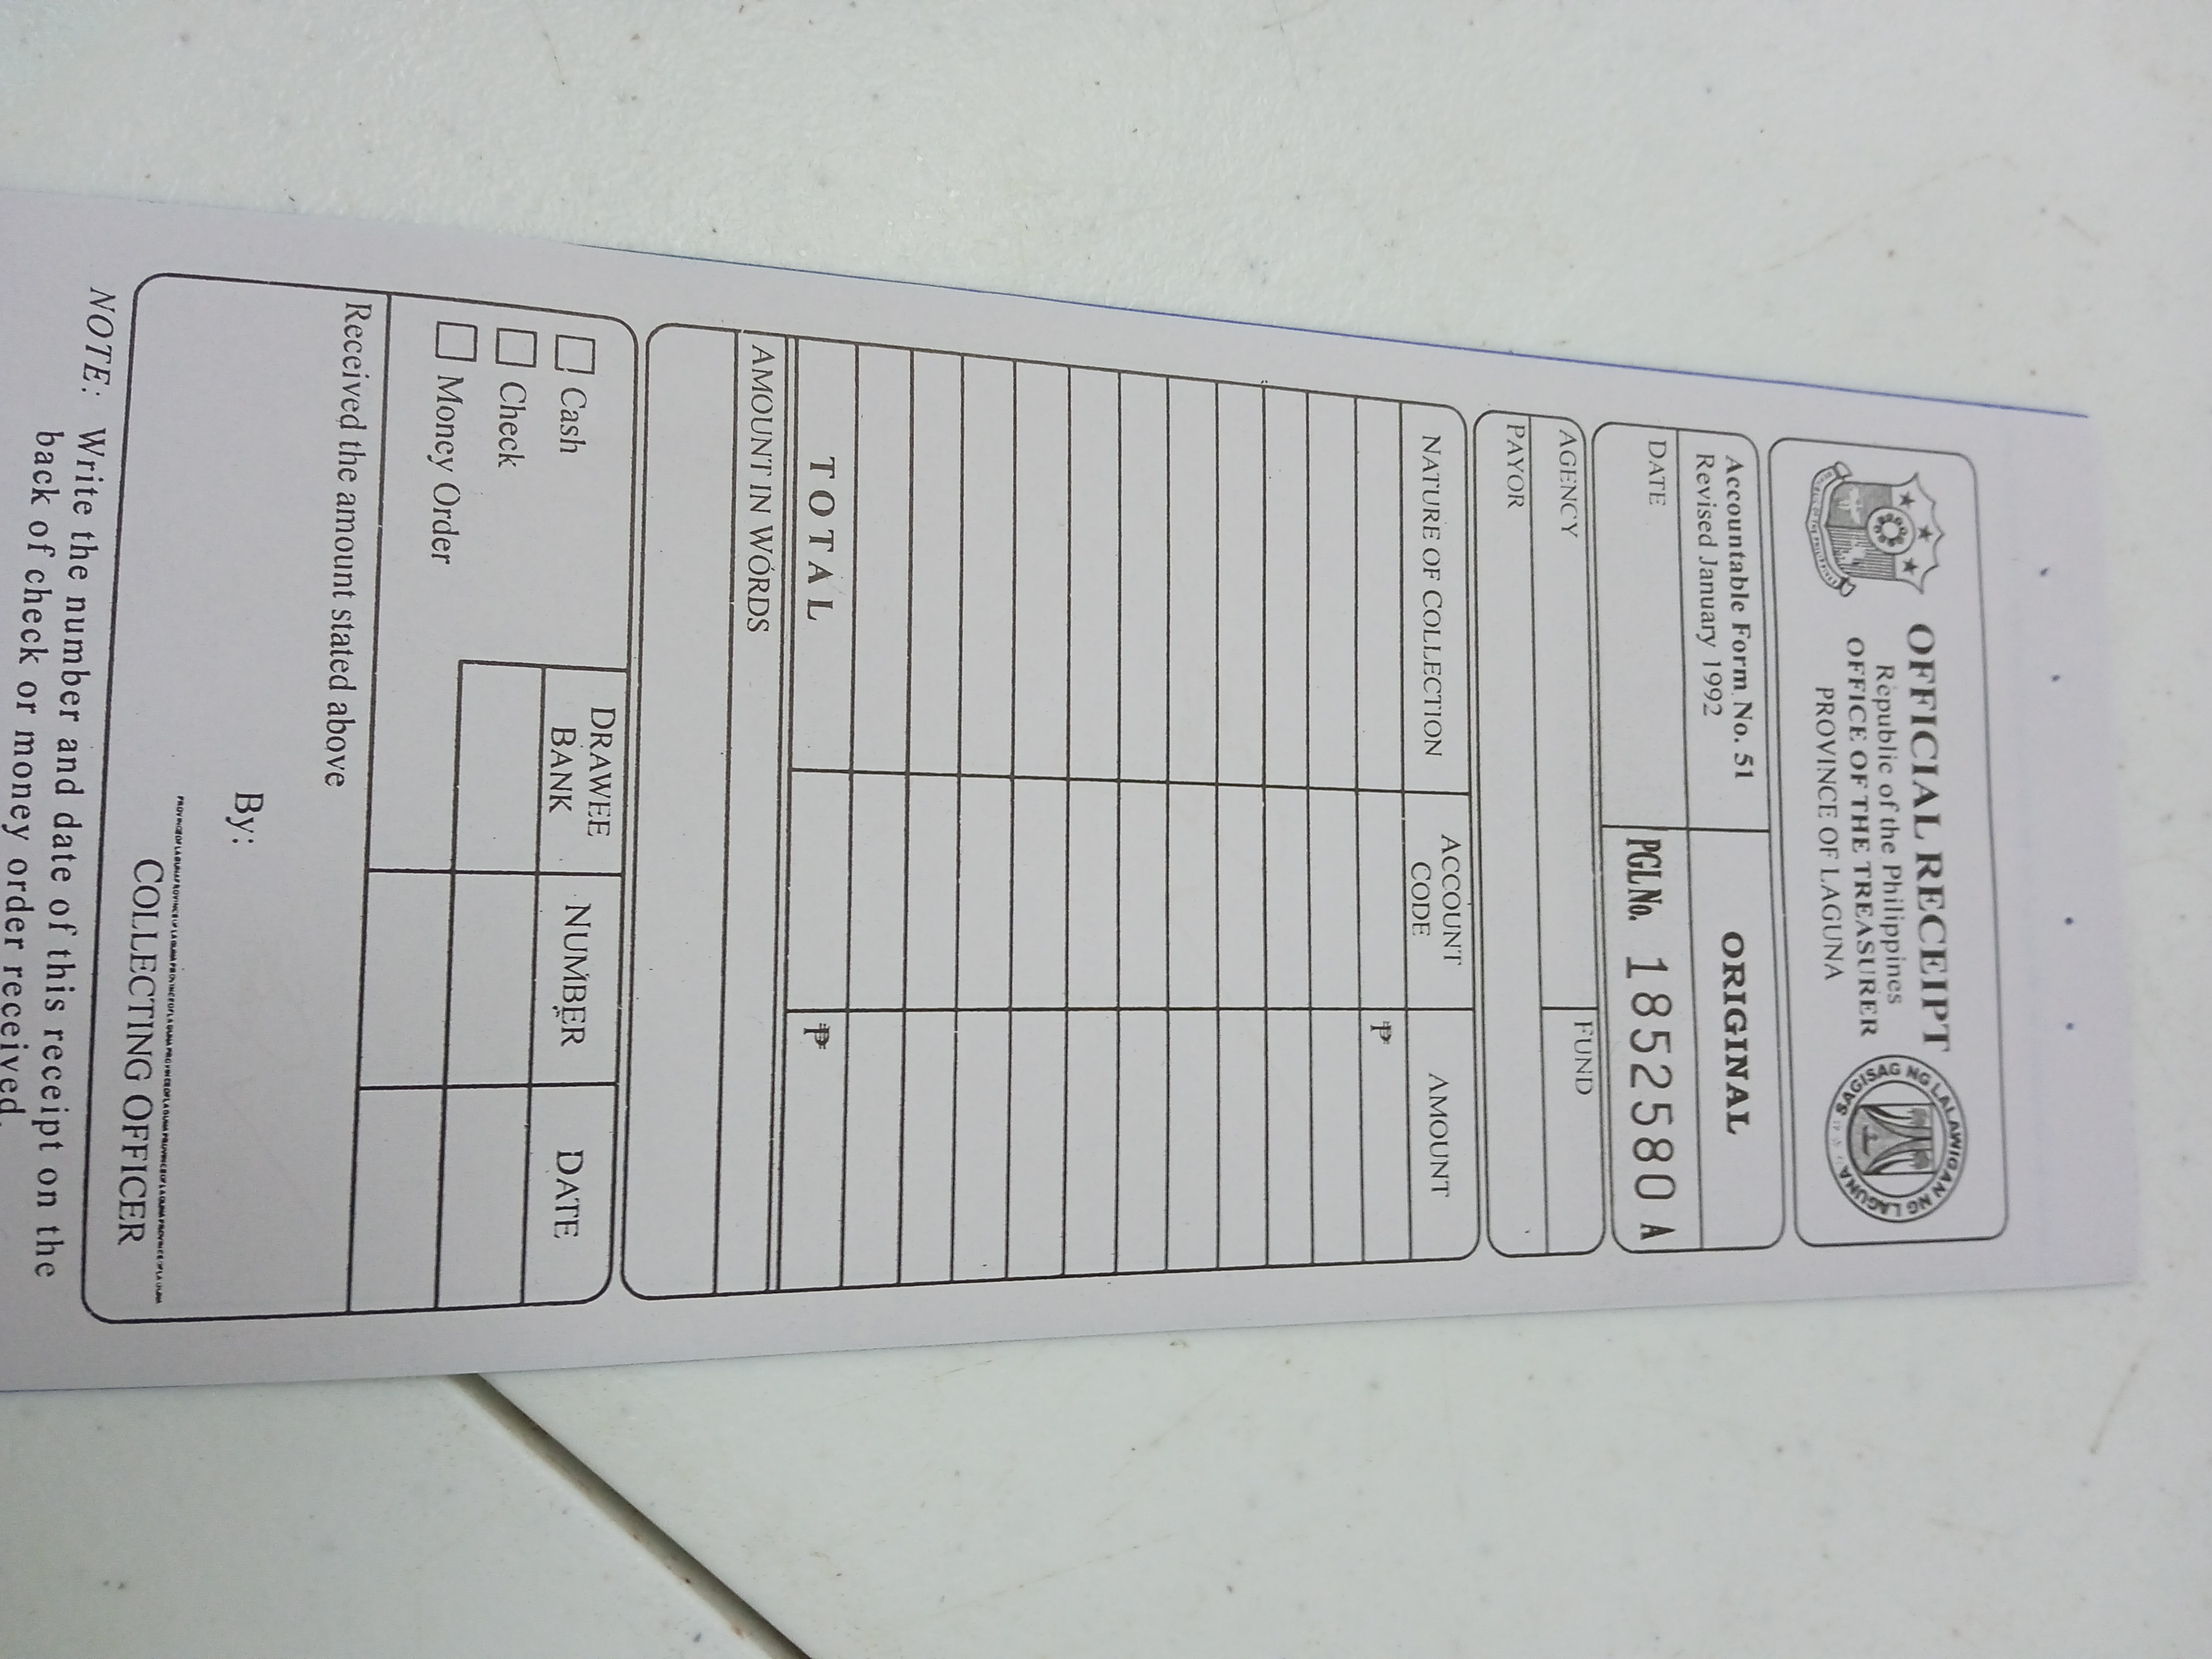 OFFICIAL RECEIPT
Republic of the Philippines
OFFICE OF THE TREASURER
PROVINCE OF LAGUNA
SAGISAG NG LALAWIGAN NG LAGUNA
Accountable Form No. 51
Revised January 1992
ORIGINAL
DATE
PGL No. 18525580 A
AGENCY
FUND
PAYOR
NATURE OF COLLECTION
ACCOUNT CODE
AMOUNT
₱
TOTAL
₱
AMOUNT IN WORDS
Cash
Check
Money Order
DRAWEE BANK
NUMBER
DATE
Received the amount stated above
By:
COLLECTING OFFICER
NOTE: Write the number and date of this receipt on the
back of check or money order received.